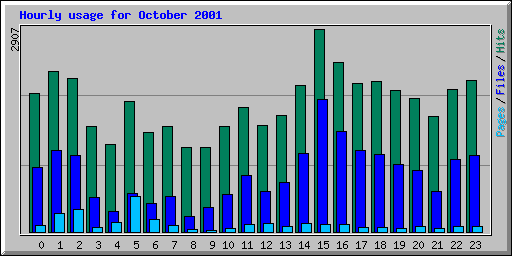 Hourly usage for October 2001
2907
Pages / Files / Hits
0 1 2 3 4 5 6 7 8 9 10 11 12 13 14 15 16 17 18 19 20 21 22 23